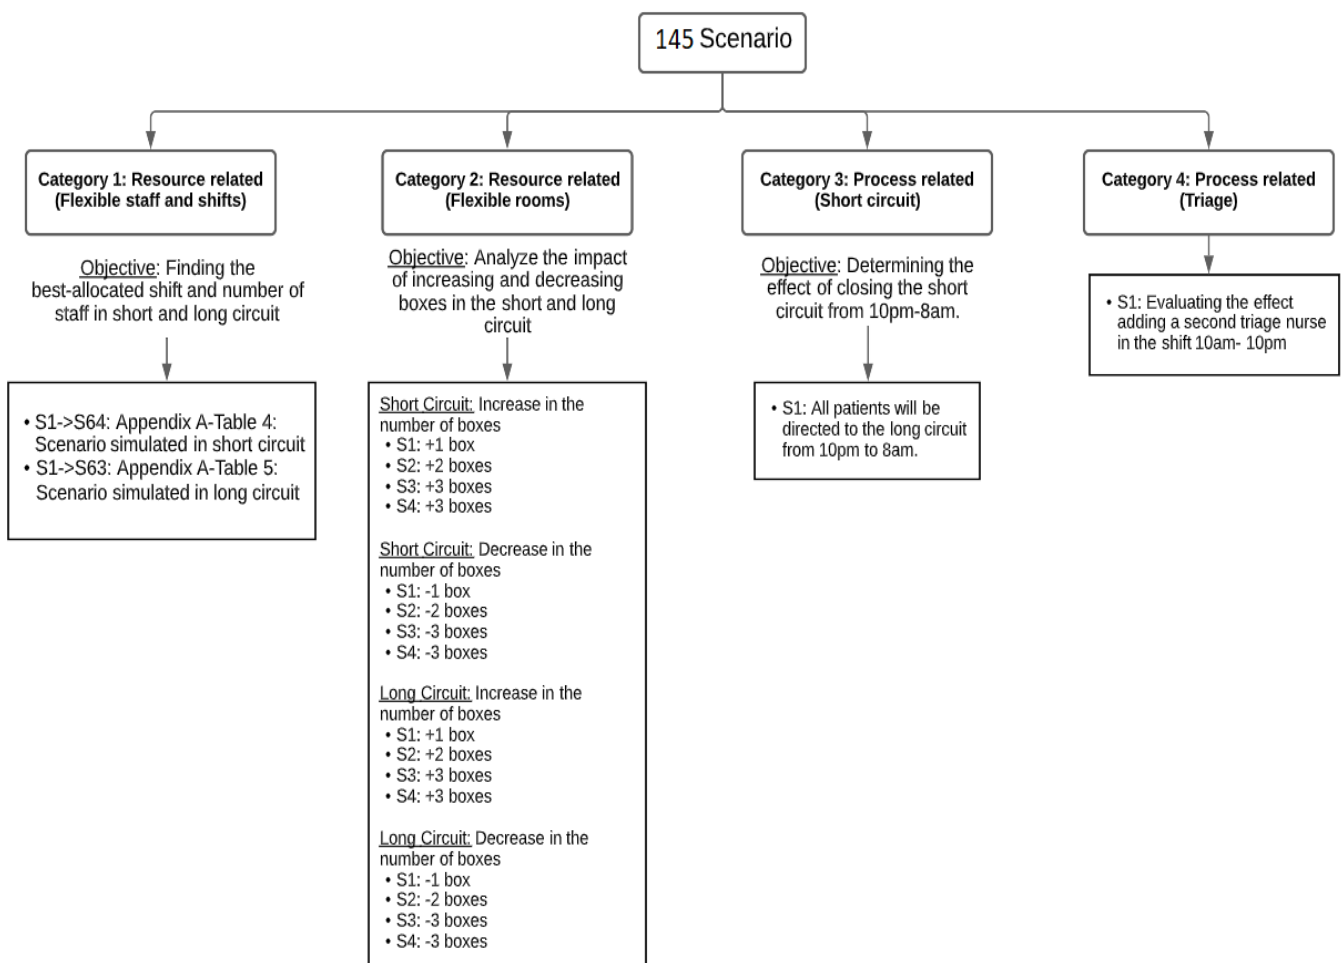 145 Scenario
Category 1: Resource related
(Flexible staff and shifts)
Objective: Finding the
best-allocated shift and number of
staff in short and long circuit
• S1->S64: Appendix A-Table 4:
Scenario simulated in short circuit
• S1->S63: Appendix A-Table 5:
Scenario simulated in long circuit
Category 2: Resource related
(Flexible rooms)
Objective: Analyze the impact
of increasing and decreasing
boxes in the short and long
circuit
Short Circuit: Increase in the
number of boxes
• S1: +1 box
• S2: +2 boxes
• S3: +3 boxes
• S4: +3 boxes
Short Circuit: Decrease in the
number of boxes
• S1: -1 box
• S2: -2 boxes
• S3: -3 boxes
• S4: -3 boxes
Long Circuit: Increase in the
number of boxes
• S1: +1 box
• S2: +2 boxes
• S3: +3 boxes
• S4: +3 boxes
Long Circuit: Decrease in the
number of boxes
• S1: -1 box
• S2: -2 boxes
• S3: -3 boxes
• S4: -3 boxes
Category 3: Process related
(Short circuit)
Objective: Determining the
effect of closing the short
circuit from 10pm-8am.
• S1: All patients will be
directed to the long circuit
from 10pm to 8am.
Category 4: Process related
(Triage)
• S1: Evaluating the effect
adding a second triage nurse
in the shift 10am- 10pm